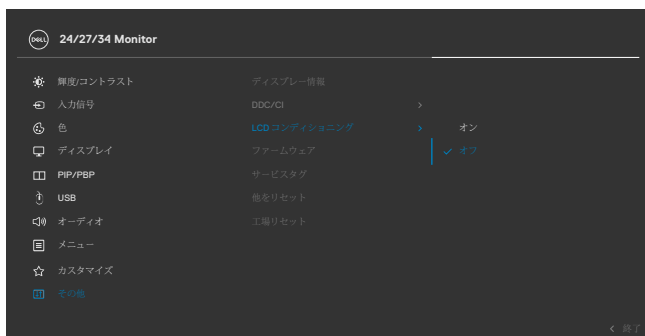 DELL
24/27/34 Monitor
輝度/コントラスト
ディスプレー情報
入力信号
DDC/CI
色
LCD コンディショニング
オン
ディスプレイ
ファームウェア
オフ
PIP/PBP
サービスタグ
USB
他をリセット
オーディオ
工場リセット
メニュー
カスタマイズ
その他
終了